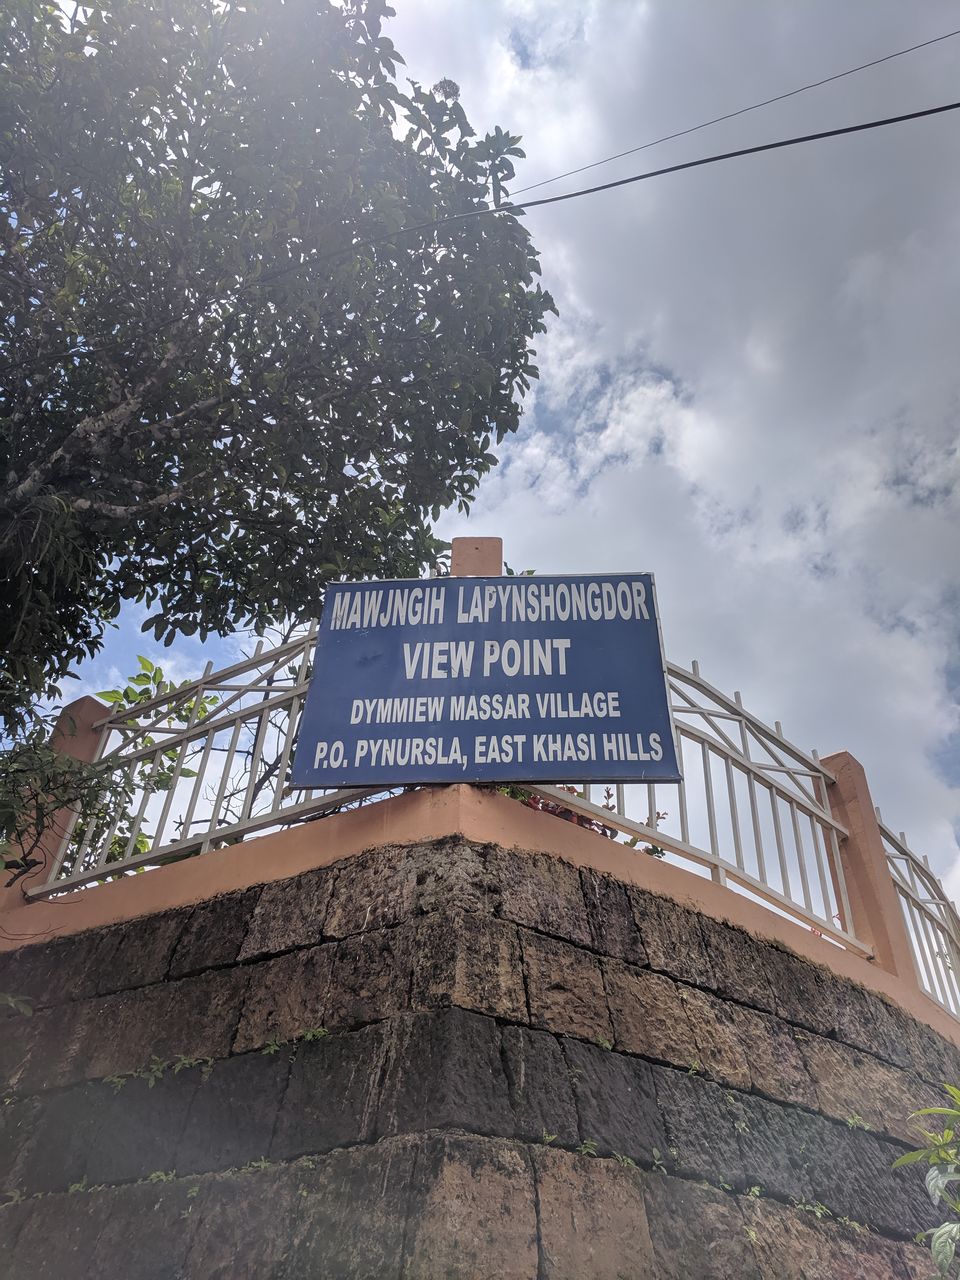 MAWJNGIH LAPYNSHONGDOR
VIEW POINT
DYMMIEW MASSAR VILLAGE
P.O. PYNURSLA, EAST KHASI HILLS